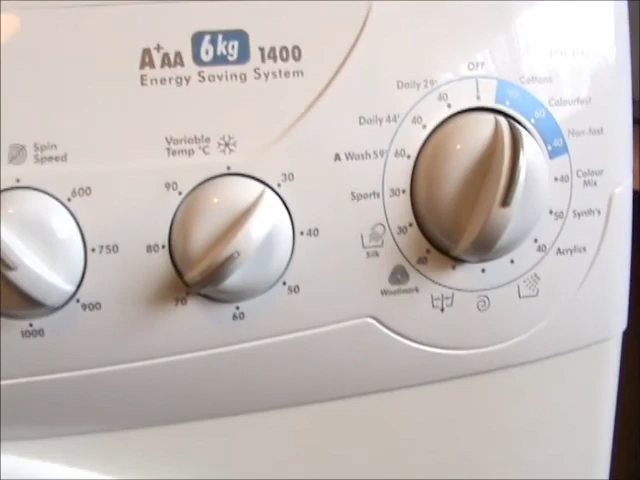 A+AA 6kg 1400
Energy Saving System
Spin
Speed
600
750
900
1000
Variable
Temp °C
30
40
50
60
70
80
90
Off
Cottons
Colourfast
60
Non-fast
40
40 Colour
Mix
50 Synth's
40 Acrylics
Daily 29' 40
Daily 44' 40
A Wash 59' 60
Sports 30
30
Silk
40
Woolmark